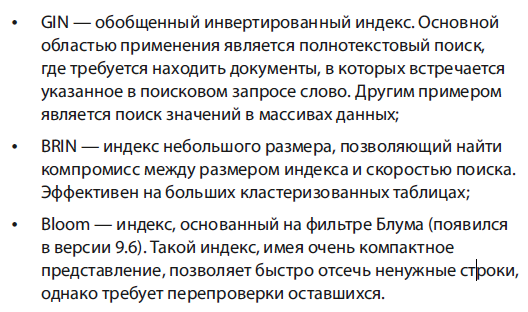 • GIN — обобщенный инвертированный индекс. Основной
областью применения является полнотекстовый поиск,
где требуется находить документы, в которых встречается
указанное в поисковом запросе слово. Другим примером
является поиск значений в массивах данных;
• BRIN — индекс небольшого размера, позволяющий найти
компромисс между размером индекса и скоростью поиска.
Эффективен на больших кластеризованных таблицах;
• Bloom — индекс, основанный на фильтре Блума (появился
в версии 9.6). Такой индекс, имея очень компактное
представление, позволяет быстро отсечь ненужные строки,
однако требует перепроверки оставшихся.